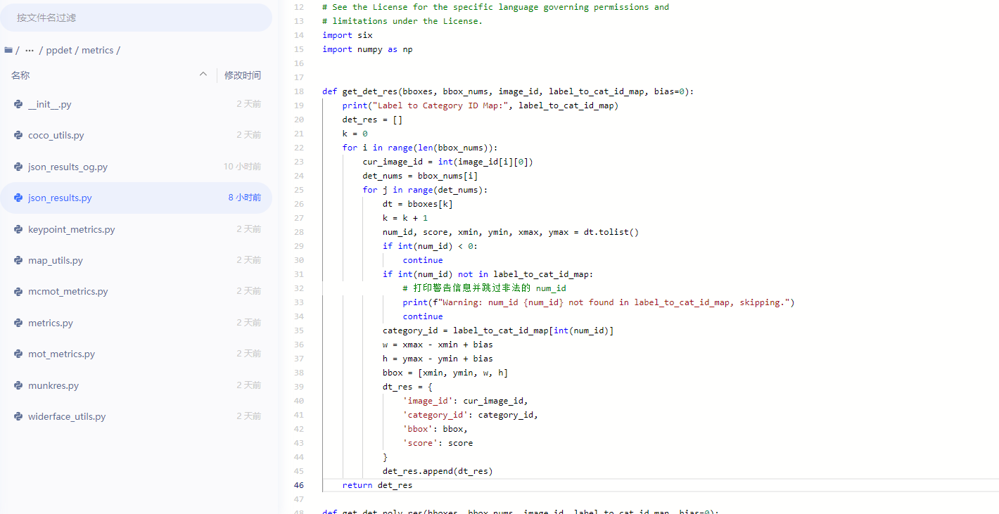 按文件名过滤
/ ··· / ppdet / metrics /
名称 修改时间
__init__.py 2 天前
coco_utils.py 2 天前
json_results_og.py 10 小时前
json_results.py 8 小时前
keypoint_metrics.py 2 天前
map_utils.py 2 天前
mcmot_metrics.py 2 天前
metrics.py 2 天前
mot_metrics.py 2 天前
munkres.py 2 天前
widerface_utils.py 2 天前
12 # See the License for the specific language governing permissions and
13 # limitations under the License.
14 import six
15 import numpy as np
16
17
18 def get_det_res(bboxes, bbox_nums, image_id, label_to_cat_id_map, bias=0):
19     print("Label to Category ID Map:", label_to_cat_id_map)
20     det_res = []
21     k = 0
22     for i in range(len(bbox_nums)):
23         cur_image_id = int(image_id[i][0])
24         det_nums = bbox_nums[i]
25         for j in range(det_nums):
26             dt = bboxes[k]
27             k = k + 1
28             num_id, score, xmin, ymin, xmax, ymax = dt.tolist()
29             if int(num_id) < 0:
30                 continue
31             if int(num_id) not in label_to_cat_id_map:
32                 # 打印警告信息并跳过非法的 num_id
33                 print(f"Warning: num_id {num_id} not found in label_to_cat_id_map, skipping.")
34                 continue
35             category_id = label_to_cat_id_map[int(num_id)]
36             w = xmax - xmin + bias
37             h = ymax - ymin + bias
38             bbox = [xmin, ymin, w, h]
39             dt_res = {
40                 'image_id': cur_image_id,
41                 'category_id': category_id,
42                 'bbox': bbox,
43                 'score': score
44             }
45             det_res.append(dt_res)
46     return det_res
47
48 def get_det_poly_res(bboxes, bbox_nums, image_id, label_to_cat_id_map, bias=0):